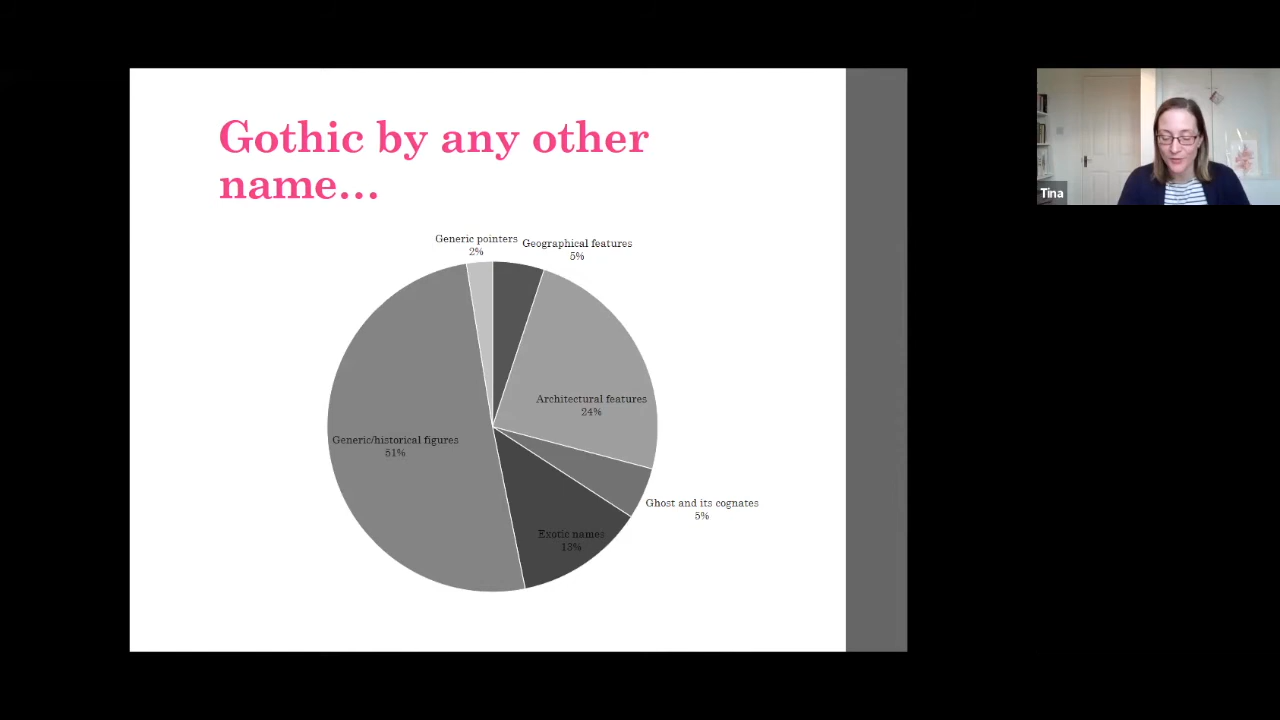 Gothic by any other
name...
Generic pointers
2%
Geographical features
5%
Architectural features
24%
Generic/historical figures
51%
Ghost and its cognates
5%
Exotic names
13%
Tina